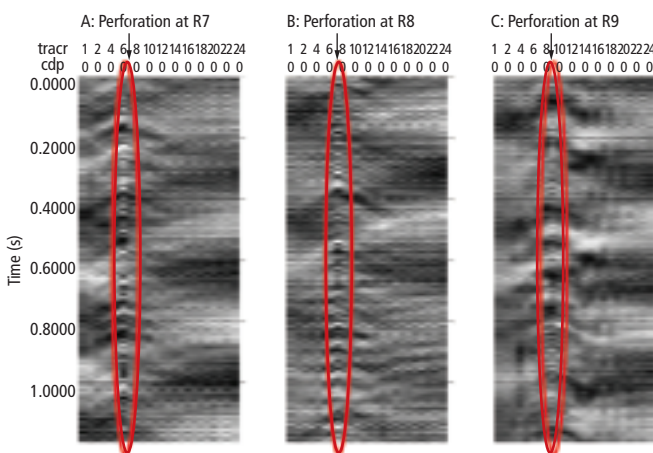 A: Perforation at R7
B: Perforation at R8
C: Perforation at R9
tracr 1 2 4 6 8 10 12 14 16 18 20 22 24
1 2 4 6 8 10 12 14 16 18 20 22 24
1 2 4 6 8 10 12 14 16 18 20 22 24
cdp 0 0 0 0 0 0 0 0 0 0 0 0 0
0 0 0 0 0 0 0 0 0 0 0 0 0
0 0 0 0 0 0 0 0 0 0 0 0 0
0.0000
0.2000
0.4000
0.6000
0.8000
1.0000
Time (s)